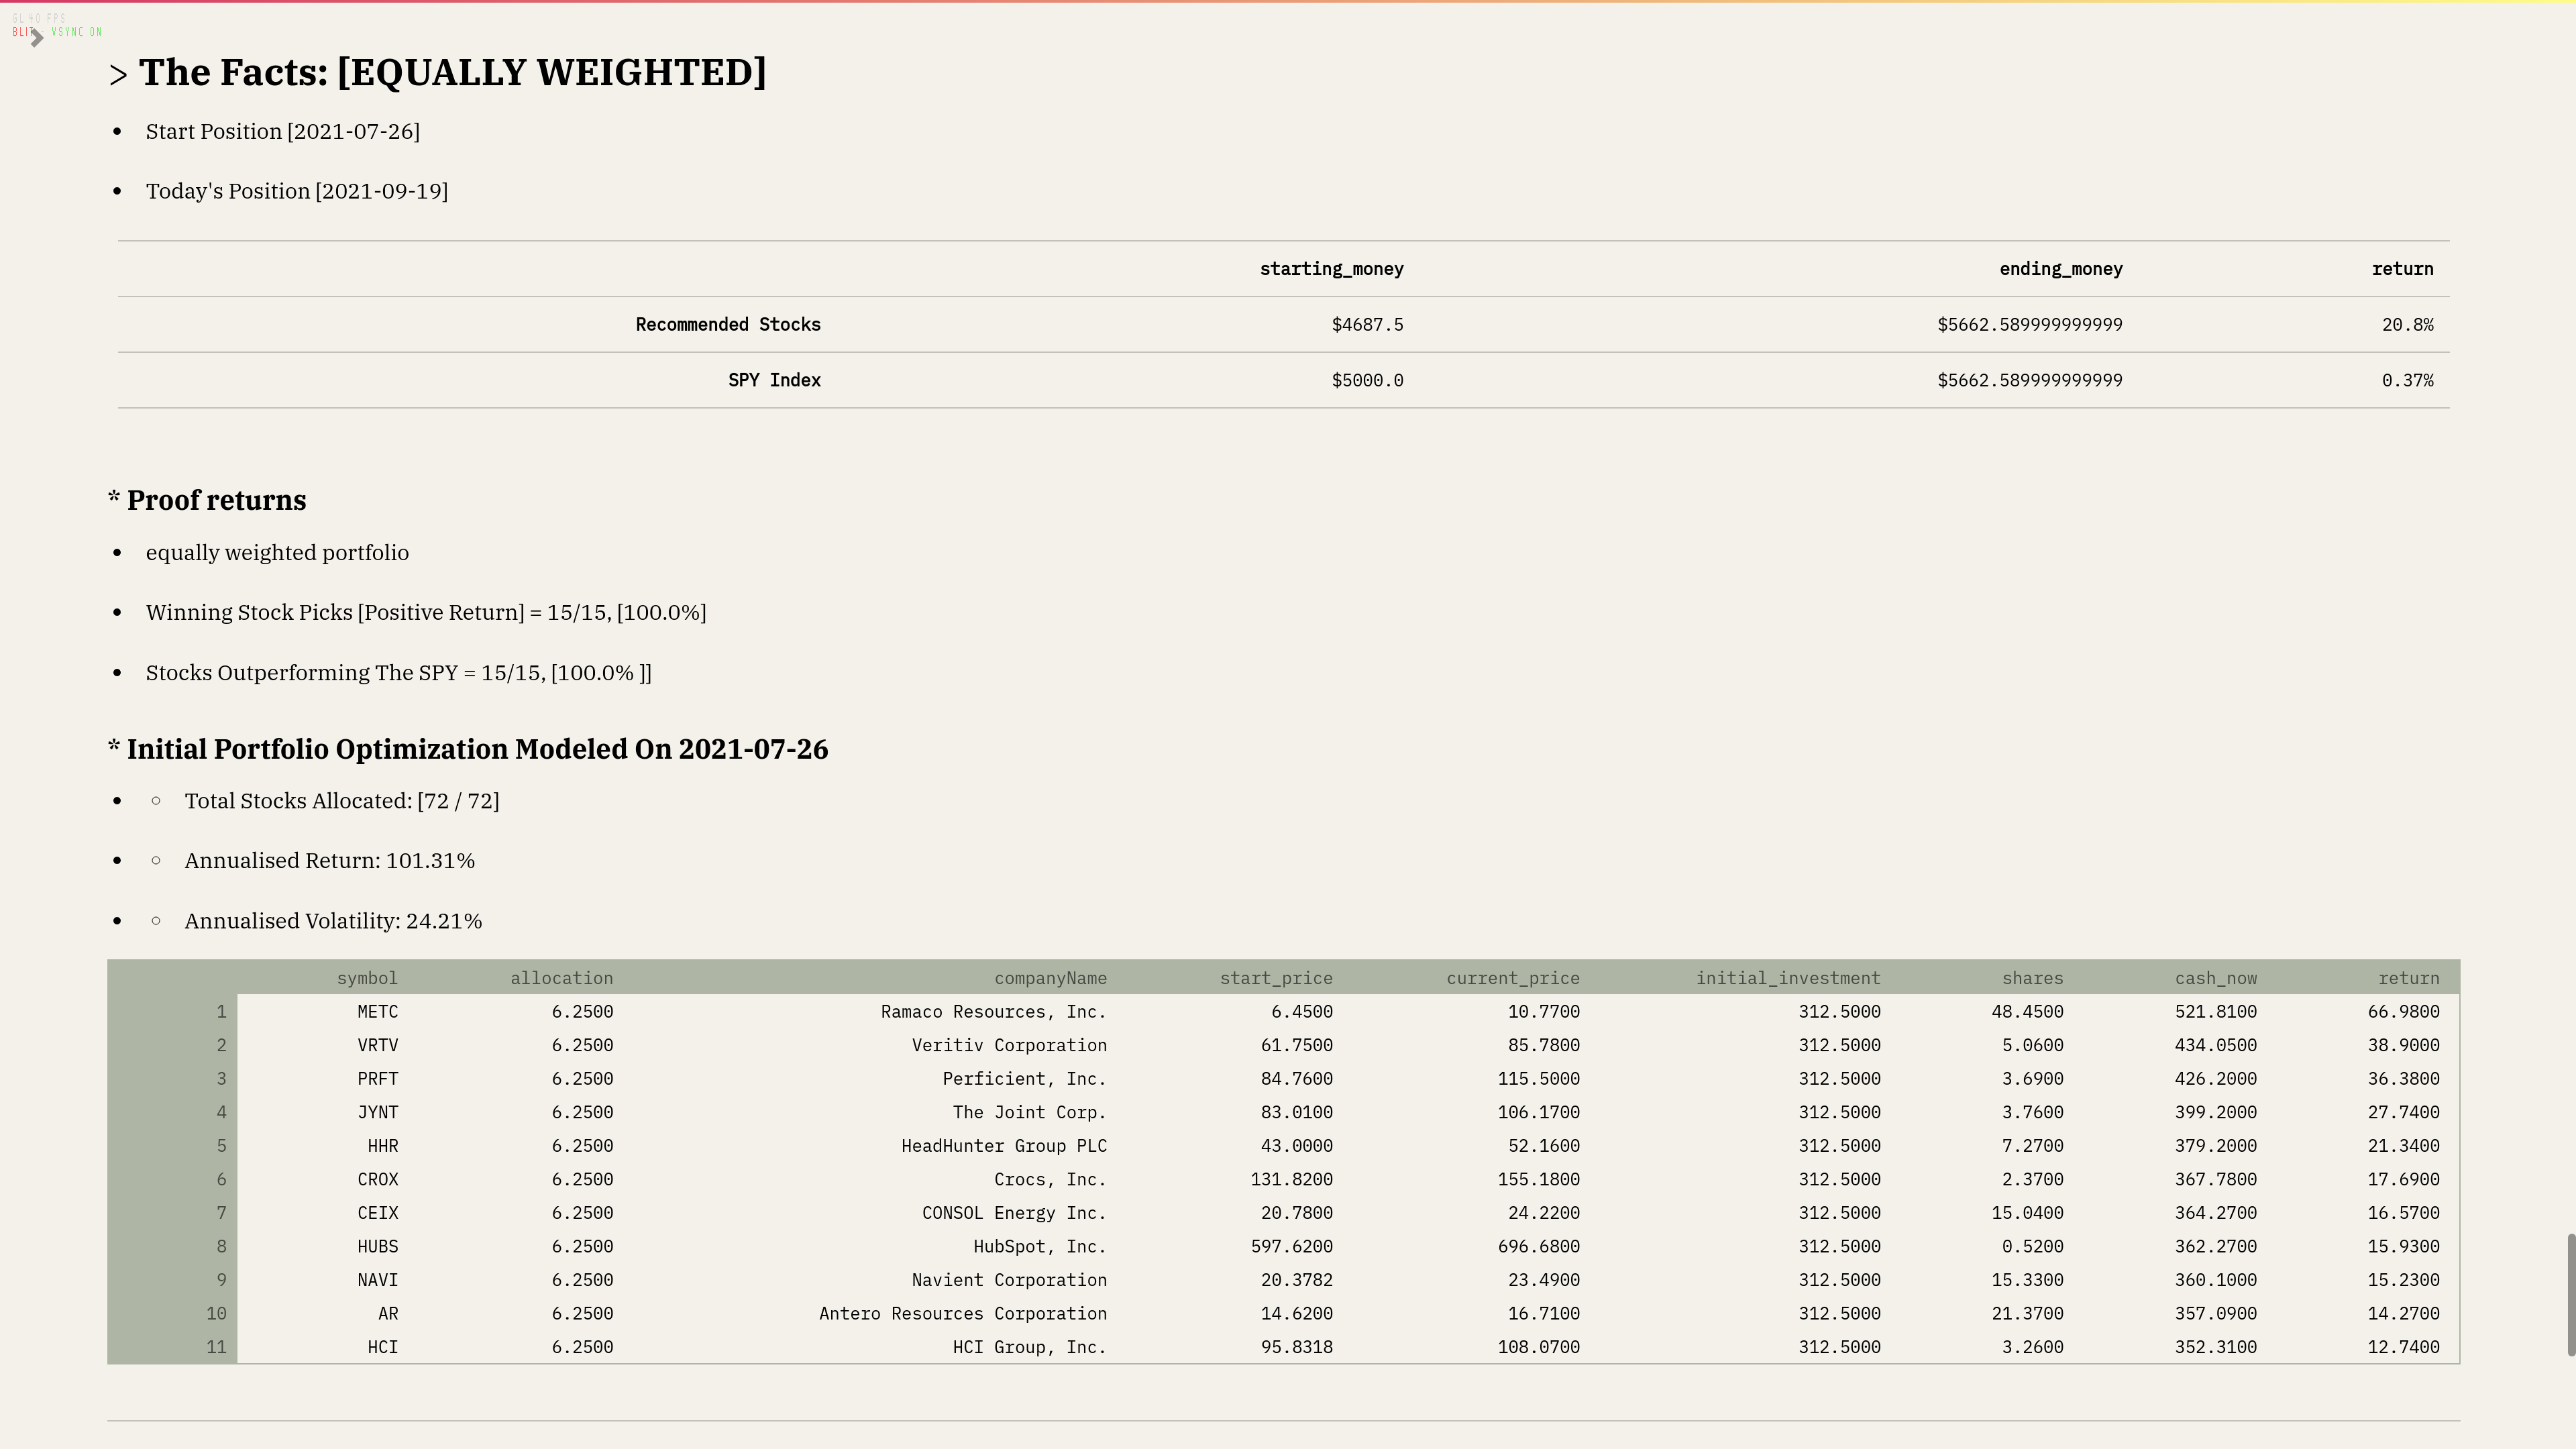 GL 40 FPS
BLIT - VSYNC ON
> The Facts: [EQUALLY WEIGHTED]
• Start Position [2021-07-26]
• Today's Position [2021-09-19]
starting_money ending_money return
Recommended Stocks $4687.5 $5662.589999999999 20.8%
SPY Index $5000.0 $5662.589999999999 0.37%
* Proof returns
• equally weighted portfolio
• Winning Stock Picks [Positive Return] = 15/15, [100.0%]
• Stocks Outperforming The SPY = 15/15, [100.0% ]]
* Initial Portfolio Optimization Modeled On 2021-07-26
• ○ Total Stocks Allocated: [72 / 72]
• ○ Annualised Return: 101.31%
• ○ Annualised Volatility: 24.21%
symbol allocation companyName start_price current_price initial_investment shares cash_now return
1 METC 6.2500 Ramaco Resources, Inc. 6.4500 10.7700 312.5000 48.4500 521.8100 66.9800
2 VRTV 6.2500 Veritiv Corporation 61.7500 85.7800 312.5000 5.0600 434.0500 38.9000
3 PRFT 6.2500 Perficient, Inc. 84.7600 115.5000 312.5000 3.6900 426.2000 36.3800
4 JYNT 6.2500 The Joint Corp. 83.0100 106.1700 312.5000 3.7600 399.2000 27.7400
5 HHR 6.2500 HeadHunter Group PLC 43.0000 52.1600 312.5000 7.2700 379.2000 21.3400
6 CROX 6.2500 Crocs, Inc. 131.8200 155.1800 312.5000 2.3700 367.7800 17.6900
7 CEIX 6.2500 CONSOL Energy Inc. 20.7800 24.2200 312.5000 15.0400 364.2700 16.5700
8 HUBS 6.2500 HubSpot, Inc. 597.6200 696.6800 312.5000 0.5200 362.2700 15.9300
9 NAVI 6.2500 Navient Corporation 20.3782 23.4900 312.5000 15.3300 360.1000 15.2300
10 AR 6.2500 Antero Resources Corporation 14.6200 16.7100 312.5000 21.3700 357.0900 14.2700
11 HCI 6.2500 HCI Group, Inc. 95.8318 108.0700 312.5000 3.2600 352.3100 12.7400